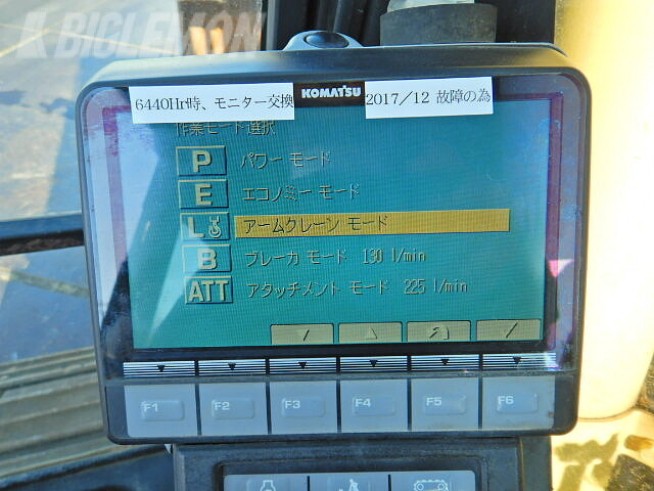 BIGLEMON
6440Hr時、モニター交換
KOMATSU
2017/12 故障の為
作業モード選択
P パワー モード
E エコノミー モード
L アームクレーン モード
B ブレーカ モード 130 l/min
ATT アタッチメント モード 225 l/min
F1 F2 F3 F4 F5 F6